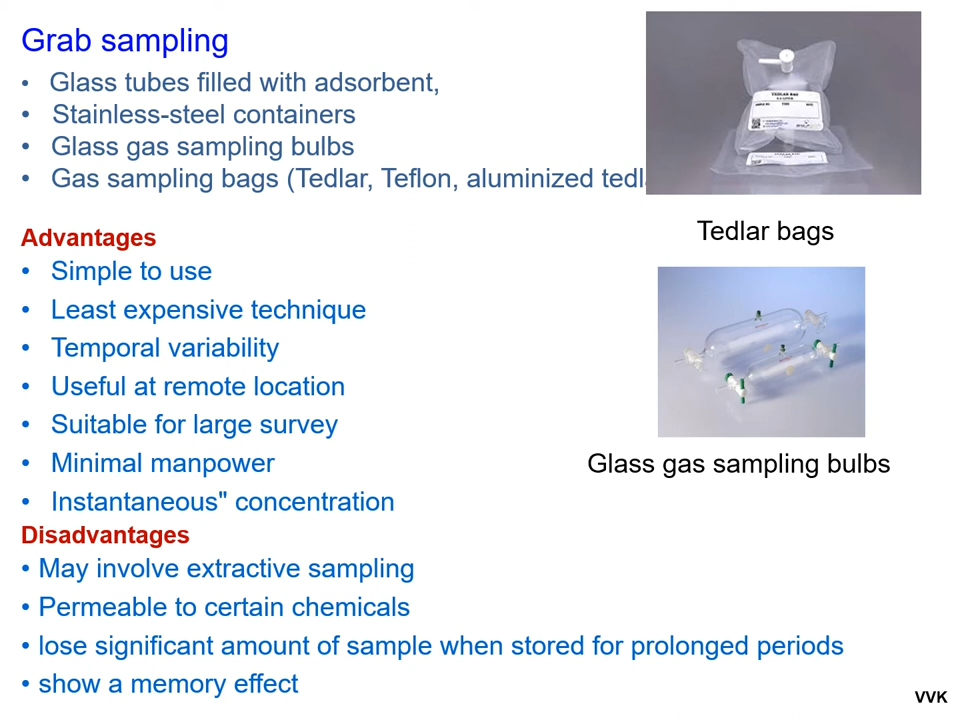 Grab sampling
• Glass tubes filled with adsorbent,
• Stainless-steel containers
• Glass gas sampling bulbs
• Gas sampling bags (Tedlar, Teflon, aluminized
TEDLAR BAG
Tedlar bags
Advantages
• Simple to use
• Least expensive technique
• Temporal variability
• Useful at remote location
• Suitable for large survey
• Minimal manpower
• Instantaneous" concentration
Glass gas sampling bulbs
Disadvantages
• May involve extractive sampling
• Permeable to certain chemicals
• lose significant amount of sample when stored for prolonged periods
• show a memory effect
VVK